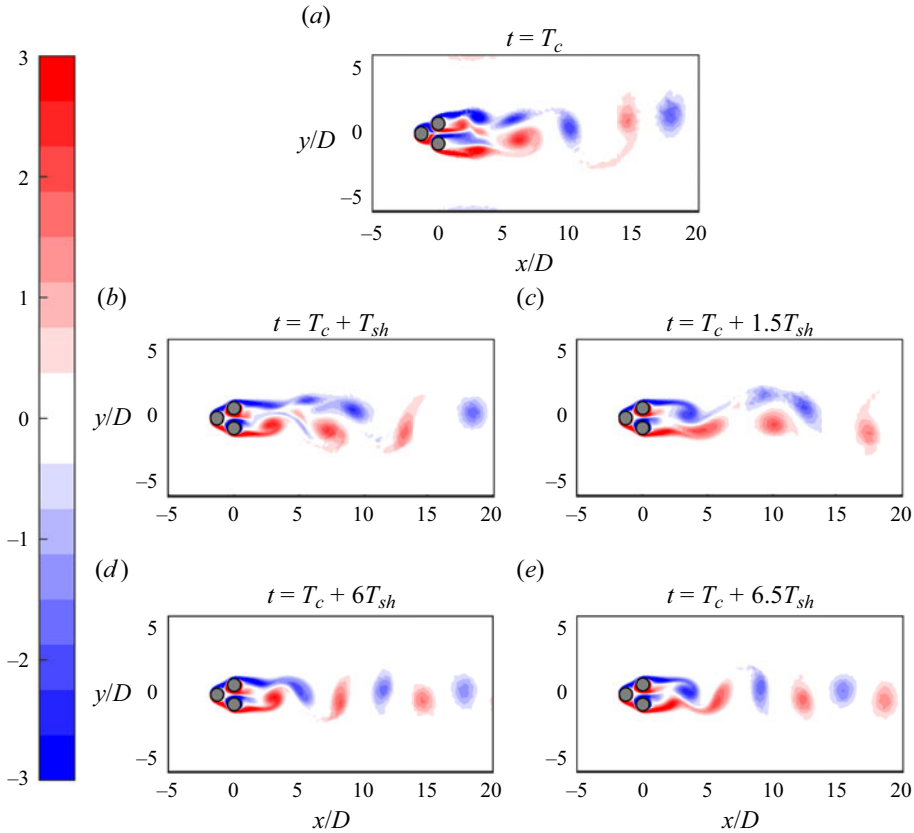 (a)
t = T_c
3
2
1
0
–1
–2
–3
5
0
–5
y/D
–5 0 5 10 15 20
x/D
(b)
t = T_c + T_sh
5
0
–5
y/D
–5 0 5 10 15 20
(c)
t = T_c + 1.5T_sh
5
0
–5
y/D
–5 0 5 10 15 20
(d)
t = T_c + 6T_sh
5
0
–5
y/D
–5 0 5 10 15 20
x/D
(e)
t = T_c + 6.5T_sh
5
0
–5
–5 0 5 10 15 20
x/D